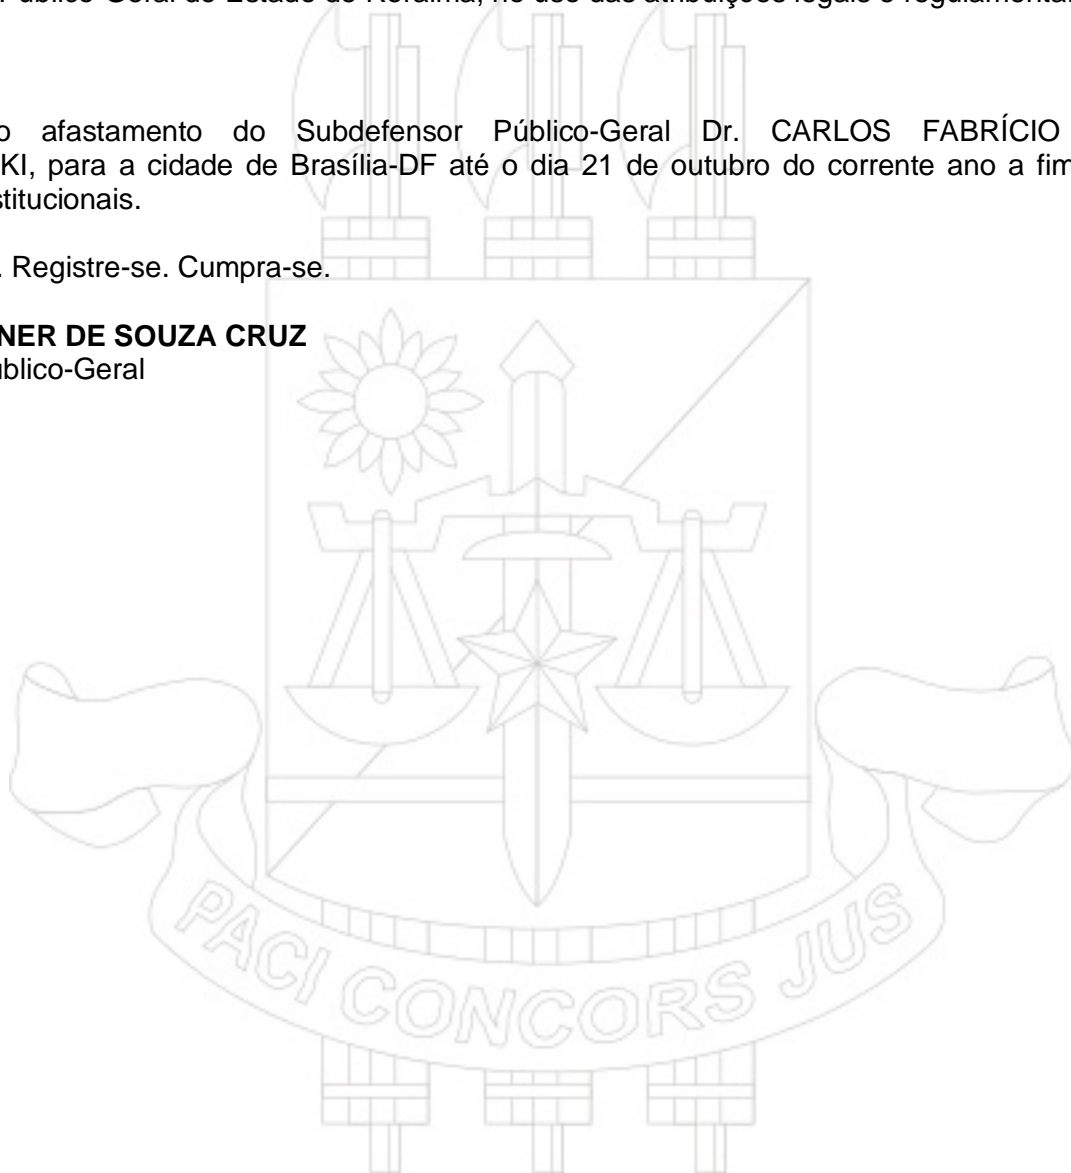 Público-Geral do Estado de Roraima, no uso das atribuições legais e regulamenta
o afastamento do Subdefensor Público-Geral Dr. CARLOS FABRÍCIO
KI, para a cidade de Brasília-DF até o dia 21 de outubro do corrente ano a fim
stitucionais.
. Registre-se. Cumpra-se.
NER DE SOUZA CRUZ
úblico-Geral
PACI CONCORS JUS